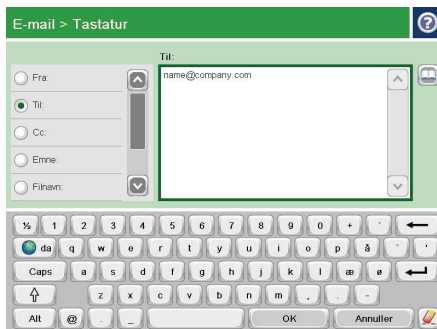 E-mail > Tastatur
?
Til:
Fra:
name@company.com
Til:
Cc:
Emne:
Filnavn:
½ 1 2 3 4 5 6 7 8 9 0 + ´
da q w e r t y u i o p å ¨ '
Caps a s d f g h j k l æ ø
z x c v b n m , . -
Alt @ . _ OK Annuller